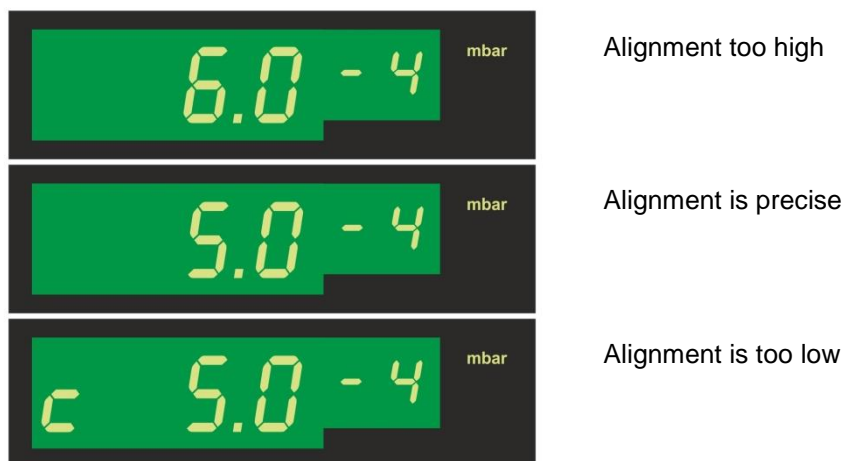 6.0 - 4 mbar Alignment too high
5.0 - 4 mbar Alignment is precise
c 5.0 - 4 mbar Alignment is too low